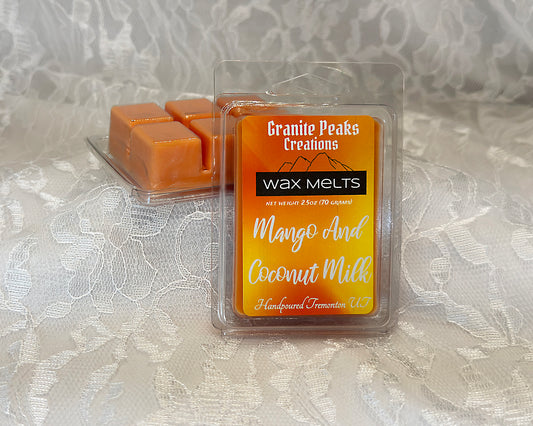 Granite Peaks
Creations
WAX MELTS
NET WEIGHT 2.5OZ (70 GRAMS)
Mango And
Coconut Milk
Handpoured Tremonton UT